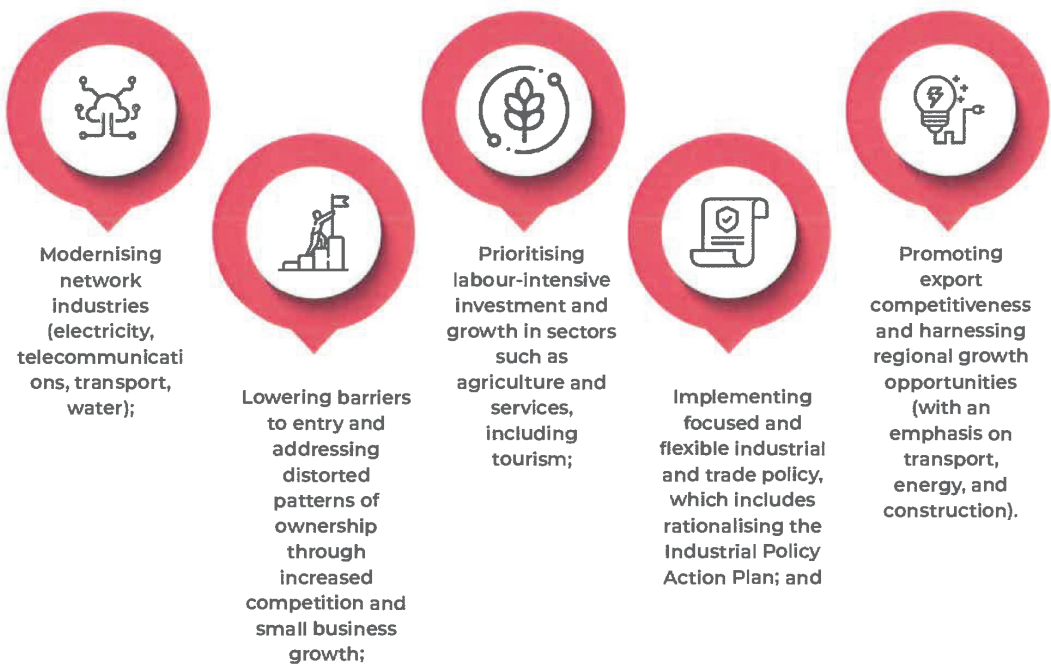 Modernising
network
industries
(electricity,
telecommunicati
ons, transport,
water);
Lowering barriers
to entry and
addressing
distorted
patterns of
ownership
through
increased
competition and
small business
growth;
Prioritising
labour-intensive
investment and
growth in sectors
such as
agriculture and
services,
including
tourism;
Implementing
focused and
flexible industrial
and trade policy,
which includes
rationalising the
Industrial Policy
Action Plan; and
Promoting
export
competitiveness
and harnessing
regional growth
opportunities
(with an
emphasis on
transport,
energy, and
construction).